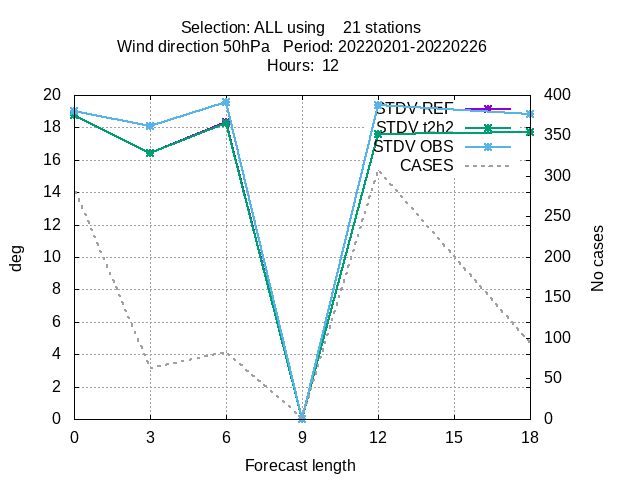 Selection: ALL using    21 stations
Wind direction 50hPa   Period: 20220201-20220226
Hours:  12
20
18
16
14
12
10
8
6
4
2
0
deg
400
350
300
250
200
150
100
50
0
No cases
STDV REF
STDV t2h2
STDV OBS
CASES
0 3 6 9 12 15 18
Forecast length